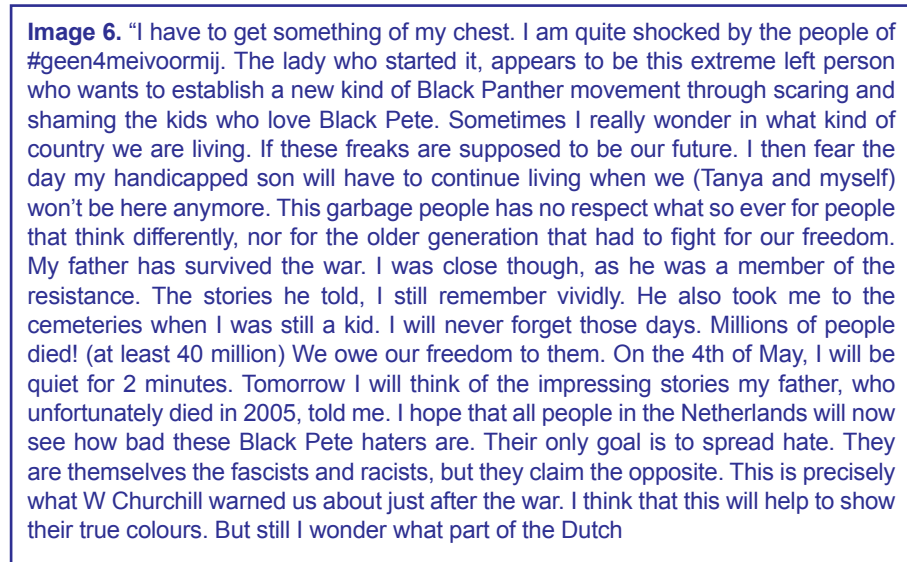 Image 6. “I have to get something of my chest. I am quite shocked by the people of
#geen4meivoormij. The lady who started it, appears to be this extreme left person
who wants to establish a new kind of Black Panther movement through scaring and
shaming the kids who love Black Pete. Sometimes I really wonder in what kind of
country we are living. If these freaks are supposed to be our future. I then fear the
day my handicapped son will have to continue living when we (Tanya and myself)
won’t be here anymore. This garbage people has no respect what so ever for people
that think differently, nor for the older generation that had to fight for our freedom.
My father has survived the war. I was close though, as he was a member of the
resistance. The stories he told, I still remember vividly. He also took me to the
cemeteries when I was still a kid. I will never forget those days. Millions of people
died! (at least 40 million) We owe our freedom to them. On the 4th of May, I will be
quiet for 2 minutes. Tomorrow I will think of the impressing stories my father, who
unfortunately died in 2005, told me. I hope that all people in the Netherlands will now
see how bad these Black Pete haters are. Their only goal is to spread hate. They
are themselves the fascists and racists, but they claim the opposite. This is precisely
what W Churchill warned us about just after the war. I think that this will help to show
their true colours. But still I wonder what part of the Dutch